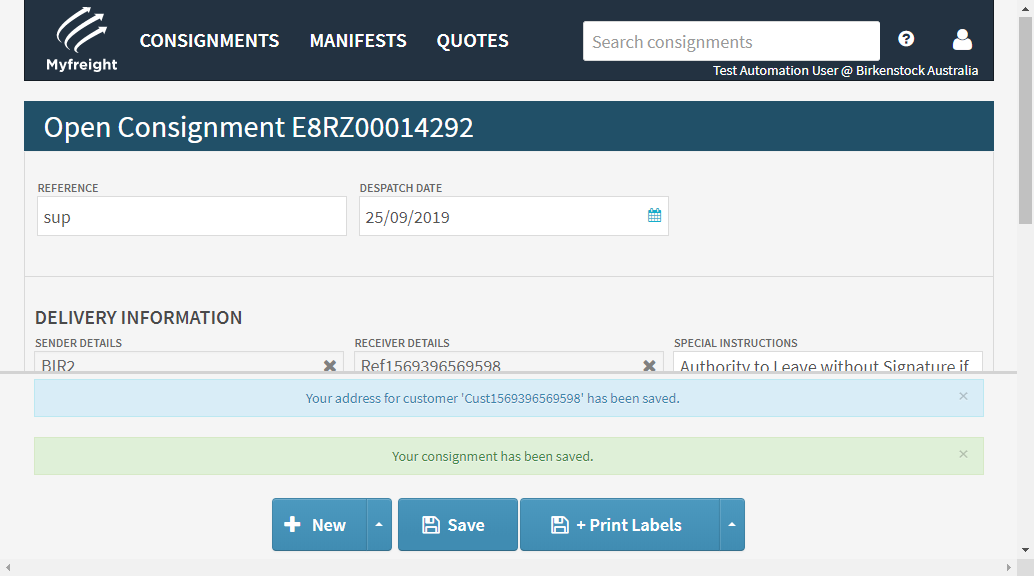 Myfreight
CONSIGNMENTS MANIFESTS QUOTES
Search consignments
?
Test Automation User @ Birkenstock Australia
Open Consignment E8RZ00014292
REFERENCE DESPATCH DATE
sup 25/09/2019
DELIVERY INFORMATION
SENDER DETAILS RECEIVER DETAILS SPECIAL INSTRUCTIONS
BIR2 Ref1569396569598 Authority to Leave without Signature if
Your address for customer 'Cust1569396569598' has been saved. ×
Your consignment has been saved. ×
New Save + Print Labels